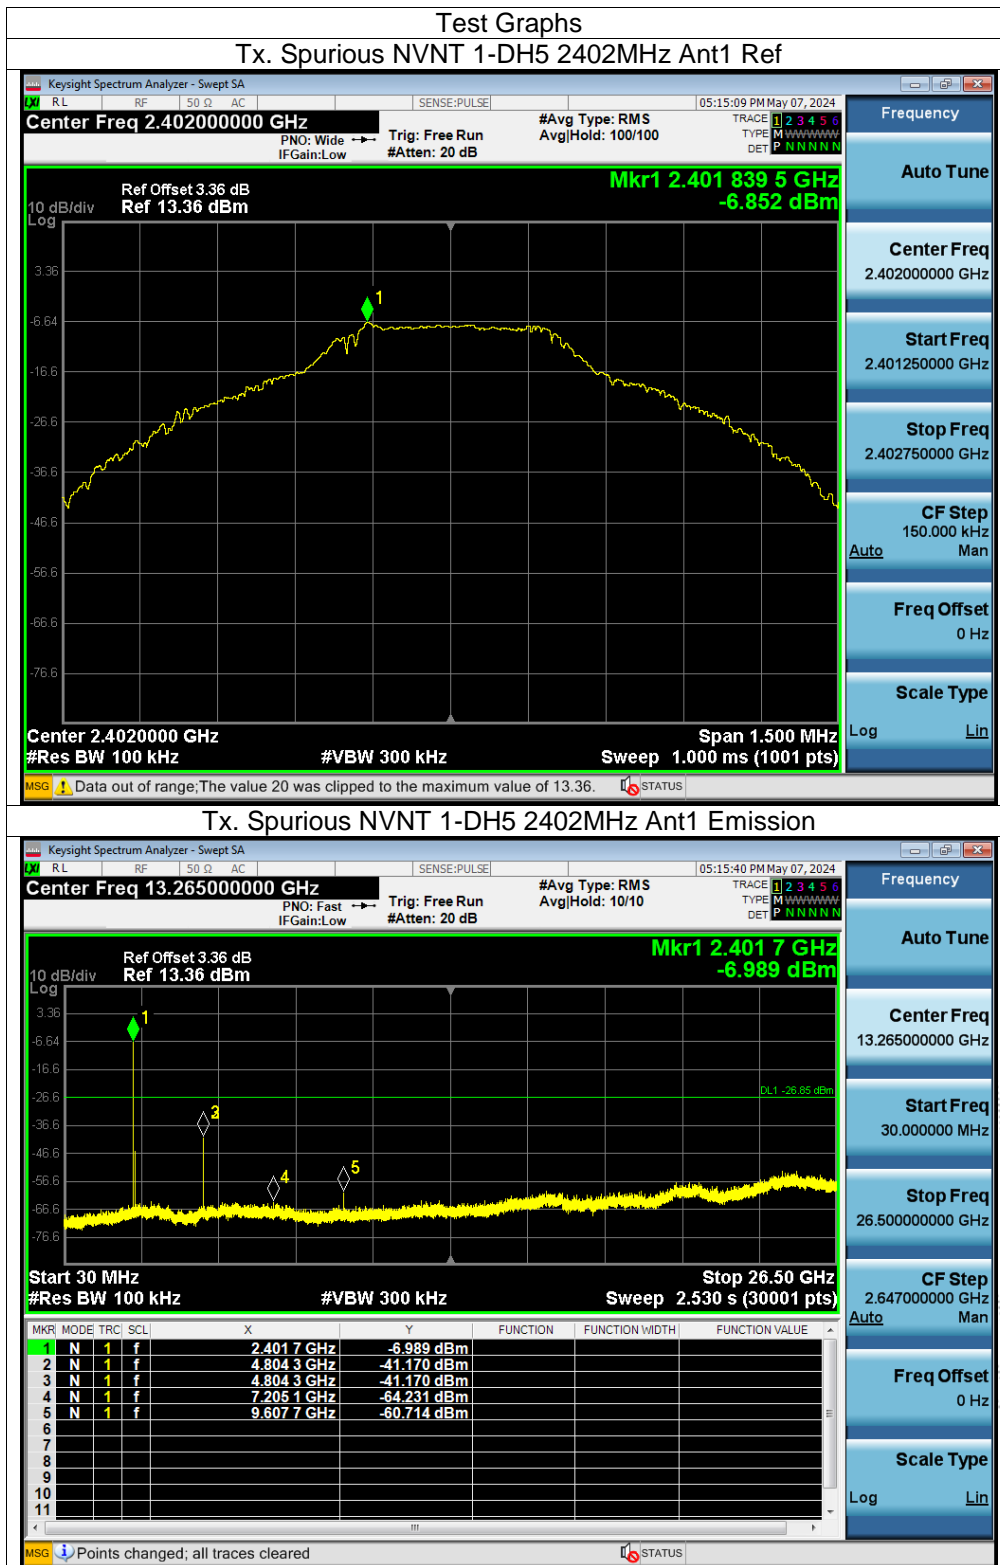 Test Graphs
Tx. Spurious NVNT 1-DH5 2402MHz Ant1 Ref
Keysight Spectrum Analyzer - Swept SA
LXI RL RF 50 Ω AC SENSE:PULSE 05:15:09 PM May 07, 2024
Center Freq 2.402000000 GHz #Avg Type: RMS TRACE 1 2 3 4 5 6
PNO: Wide Trig: Free Run Avg|Hold: 100/100 TYPE M WWWWW
IFGain:Low #Atten: 20 dB DET P N N N N N
Frequency
Auto Tune
Mkr1 2.401 839 5 GHz
Ref Offset 3.36 dB
10 dB/div Ref 13.36 dBm -6.852 dBm
Log
3.36
1
-6.64
-16.6
-26.6
-36.6
-46.6
-56.6
-66.6
-76.6
Center Freq
2.402000000 GHz
Start Freq
2.401250000 GHz
Stop Freq
2.402750000 GHz
CF Step
150.000 kHz
Auto Man
Freq Offset
0 Hz
Scale Type
Log Lin
Center 2.4020000 GHz Span 1.500 MHz
#Res BW 100 kHz #VBW 300 kHz Sweep 1.000 ms (1001 pts)
MSG Data out of range;The value 20 was clipped to the maximum value of 13.36. STATUS
Tx. Spurious NVNT 1-DH5 2402MHz Ant1 Emission
Keysight Spectrum Analyzer - Swept SA
LXI RL RF 50 Ω AC SENSE:PULSE 05:15:40 PM May 07, 2024
Center Freq 13.265000000 GHz #Avg Type: RMS TRACE 1 2 3 4 5 6
PNO: Fast Trig: Free Run Avg|Hold: 10/10 TYPE M WWWWW
IFGain:Low #Atten: 20 dB DET P N N N N N
Frequency
Auto Tune
Mkr1 2.401 7 GHz
Ref Offset 3.36 dB
10 dB/div Ref 13.36 dBm -6.989 dBm
Log
3.36
1
-6.64
-16.6
-26.6 DL1 -26.85 dBm
-36.6 3
-46.6
-56.6 4 5
-66.6
-76.6
Center Freq
13.265000000 GHz
Start Freq
30.000000 MHz
Stop Freq
26.500000000 GHz
CF Step
2.647000000 GHz
Auto Man
Freq Offset
0 Hz
Scale Type
Log Lin
Start 30 MHz Stop 26.50 GHz
#Res BW 100 kHz #VBW 300 kHz Sweep 2.530 s (30001 pts)
MKR MODE TRC SCL X Y FUNCTION FUNCTION WIDTH FUNCTION VALUE
1 N 1 f 2.401 7 GHz -6.989 dBm
2 N 1 f 4.804 3 GHz -41.170 dBm
3 N 1 f 4.804 3 GHz -41.170 dBm
4 N 1 f 7.205 1 GHz -64.231 dBm
5 N 1 f 9.607 7 GHz -60.714 dBm
6
7
8
9
10
11
MSG Points changed; all traces cleared STATUS